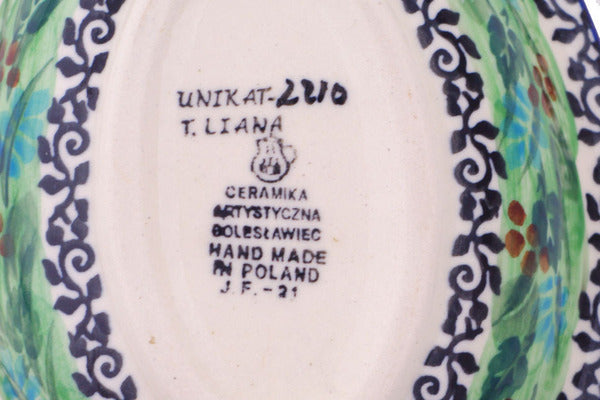 UNIKAT-2210
T. LIANA
CERAMIKA
ARTYSTYCZNA
BOLESŁAWIEC
HAND MADE
IN POLAND
J.F.-21